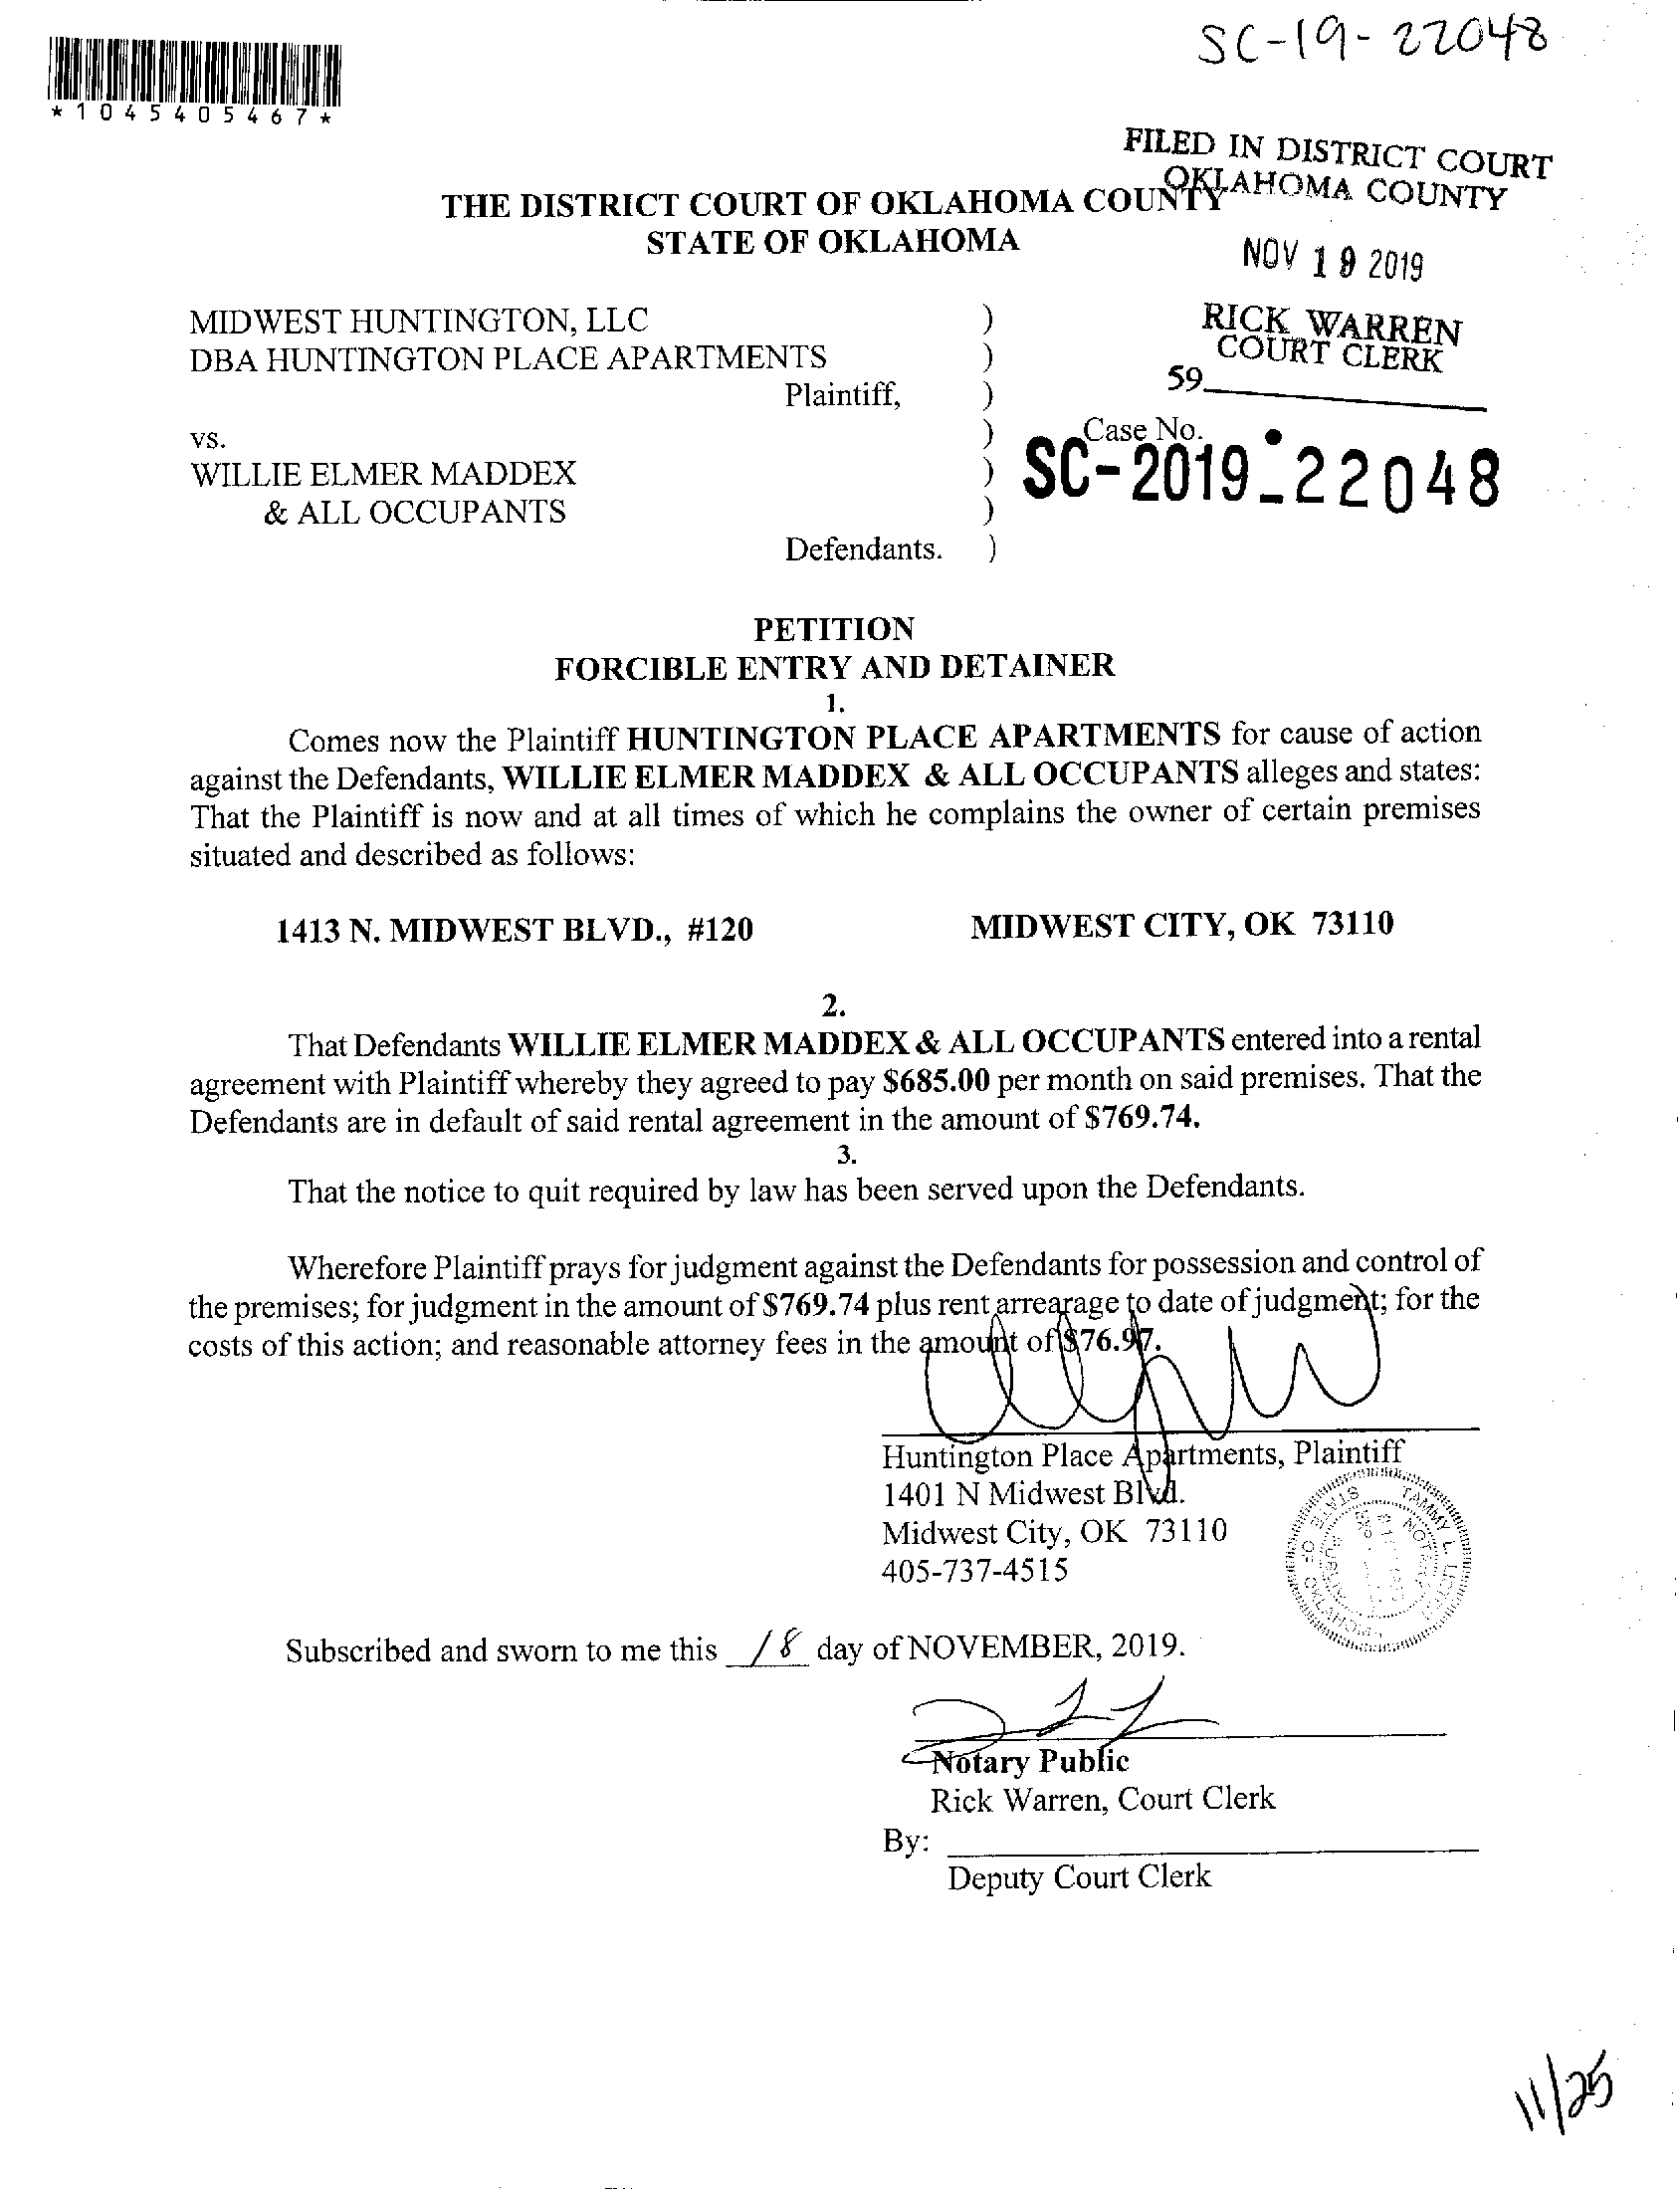 SC-19-22048
*1045405467*
FILED IN DISTRICT COURT
OKLAHOMA COUNTY
THE DISTRICT COURT OF OKLAHOMA COUNTY
STATE OF OKLAHOMA
NOV 19 2019
MIDWEST HUNTINGTON, LLC )
DBA HUNTINGTON PLACE APARTMENTS )
Plaintiff, )
RICK WARREN
COURT CLERK
59
vs. )
Case No.
WILLIE ELMER MADDEX )
SC-2019-22048
& ALL OCCUPANTS )
Defendants. )
PETITION
FORCIBLE ENTRY AND DETAINER
1.
Comes now the Plaintiff HUNTINGTON PLACE APARTMENTS for cause of action
against the Defendants, WILLIE ELMER MADDEX & ALL OCCUPANTS alleges and states:
That the Plaintiff is now and at all times of which he complains the owner of certain premises
situated and described as follows:
1413 N. MIDWEST BLVD., #120 MIDWEST CITY, OK 73110
2.
That Defendants WILLIE ELMER MADDEX & ALL OCCUPANTS entered into a rental
agreement with Plaintiff whereby they agreed to pay $685.00 per month on said premises. That the
Defendants are in default of said rental agreement in the amount of $769.74.
3.
That the notice to quit required by law has been served upon the Defendants.
Wherefore Plaintiff prays for judgment against the Defendants for possession and control of
the premises; for judgment in the amount of $769.74 plus rent arrearage to date of judgment; for the
costs of this action; and reasonable attorney fees in the amount of $76.97.
Huntington Place Apartments, Plaintiff
1401 N Midwest Blvd.
Midwest City, OK 73110
405-737-4515
TAMMY L.
NOTARY
STATE OF OKLAHOMA
Subscribed and sworn to me this 18 day of NOVEMBER, 2019.
Notary Public
Rick Warren, Court Clerk
By:
Deputy Court Clerk
11/25